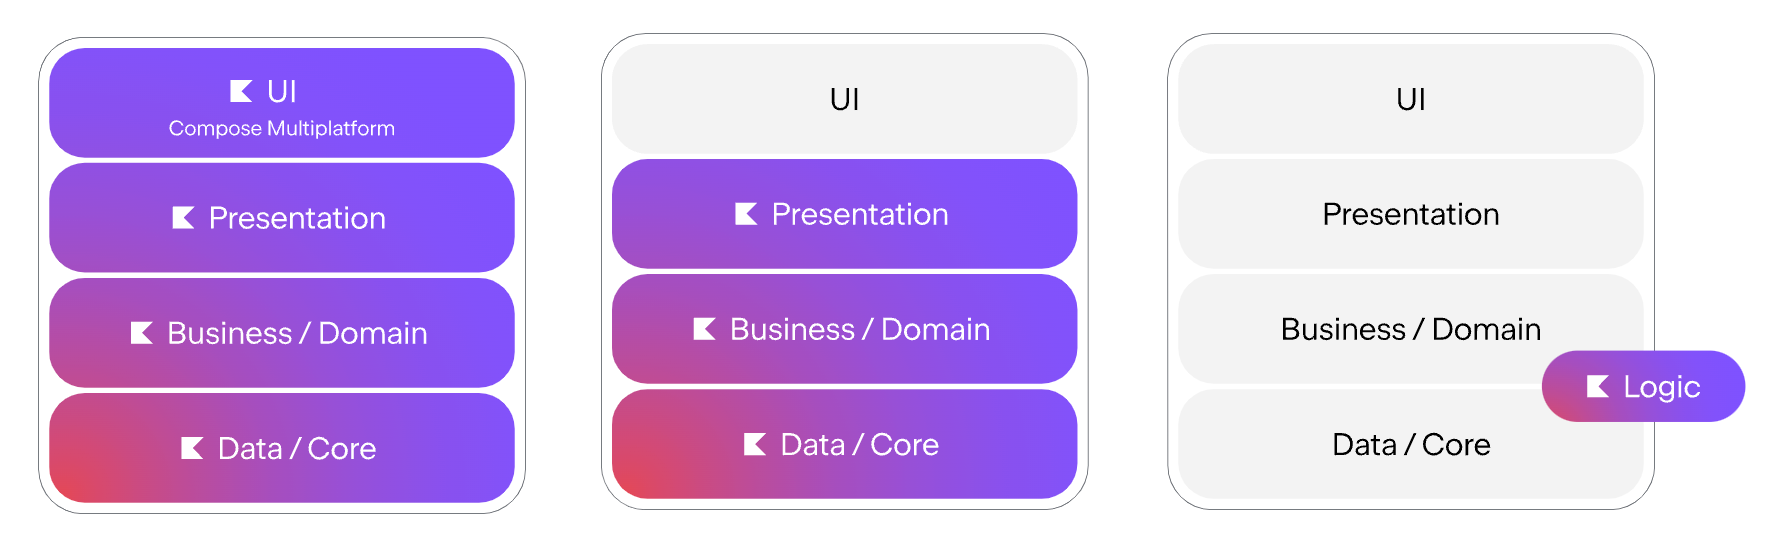 UI
Compose Multiplatform
Presentation
Business / Domain
Data / Core
UI
Presentation
Business / Domain
Data / Core
UI
Presentation
Business / Domain
Logic
Data / Core